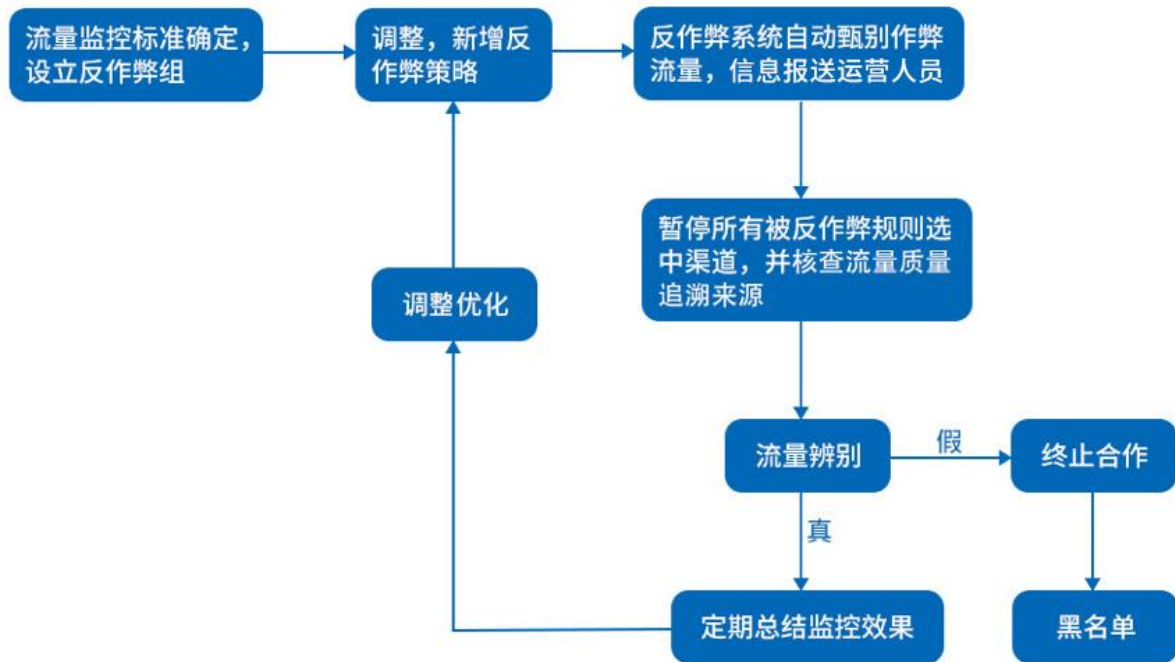 流量监控标准确定，
设立反作弊组
调整，新增反
作弊策略
反作弊系统自动甄别作弊
流量，信息报送运营人员
暂停所有被反作弊规则选
中渠道，并核查流量质量
追溯来源
调整优化
流量辨别
假
终止合作
真
定期总结监控效果
黑名单